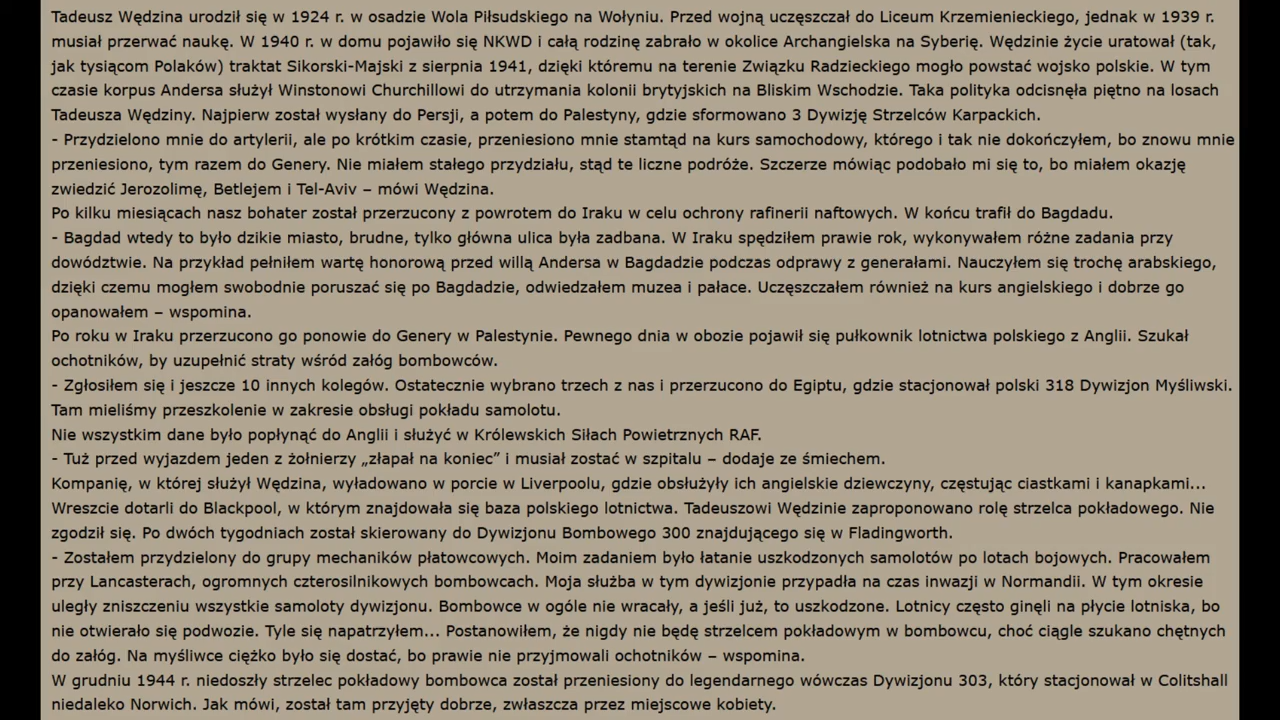 Tadeusz Wędzina urodził się w 1924 r. w osadzie Wola Piłsudskiego na Wołyniu. Przed wojną uczęszczał do Liceum Krzemienieckiego, jednak w 1939 r.
musiał przerwać naukę. W 1940 r. w domu pojawiło się NKWD i całą rodzinę zabrało w okolice Archangielska na Syberię. Wędzinie życie uratował (tak,
jak tysiącom Polaków) traktat Sikorski-Majski z sierpnia 1941, dzięki któremu na terenie Związku Radzieckiego mogło powstać wojsko polskie. W tym
czasie korpus Andersa służył Winstonowi Churchillowi do utrzymania kolonii brytyjskich na Bliskim Wschodzie. Taka polityka odcisnęła piętno na losach
Tadeusza Wędziny. Najpierw został wysłany do Persji, a potem do Palestyny, gdzie sformowano 3 Dywizję Strzelców Karpackich.
- Przydzielono mnie do artylerii, ale po krótkim czasie, przeniesiono mnie stamtąd na kurs samochodowy, którego i tak nie dokończyłem, bo znowu mnie
przeniesiono, tym razem do Genery. Nie miałem stałego przydziału, stąd te liczne podróże. Szczerze mówiąc podobało mi się to, bo miałem okazję
zwiedzić Jerozolimę, Betlejem i Tel-Aviv – mówi Wędzina.
Po kilku miesiącach nasz bohater został przerzucony z powrotem do Iraku w celu ochrony rafinerii naftowych. W końcu trafił do Bagdadu.
- Bagdad wtedy to było dzikie miasto, brudne, tylko główna ulica była zadbana. W Iraku spędziłem prawie rok, wykonywałem różne zadania przy
dowództwie. Na przykład pełniłem wartę honorową przed willą Andersa w Bagdadzie podczas odprawy z generałami. Nauczyłem się trochę arabskiego,
dzięki czemu mogłem swobodnie poruszać się po Bagdadzie, odwiedzałem muzea i pałace. Uczęszczałem również na kurs angielskiego i dobrze go
opanowałem – wspomina.
Po roku w Iraku przerzucono go ponowie do Genery w Palestynie. Pewnego dnia w obozie pojawił się pułkownik lotnictwa polskiego z Anglii. Szukał
ochotników, by uzupełnić straty wśród załóg bombowców.
- Zgłosiłem się i jeszcze 10 innych kolegów. Ostatecznie wybrano trzech z nas i przerzucono do Egiptu, gdzie stacjonował polski 318 Dywizjon Myśliwski.
Tam mieliśmy przeszkolenie w zakresie obsługi pokładu samolotu.
Nie wszystkim dane było popłynąć do Anglii i służyć w Królewskich Siłach Powietrznych RAF.
- Tuż przed wyjazdem jeden z żołnierzy „złapał na koniec” i musiał zostać w szpitalu – dodaje ze śmiechem.
Kompanię, w której służył Wędzina, wyładowano w porcie w Liverpoolu, gdzie obsłużyły ich angielskie dziewczyny, częstując ciastkami i kanapkami...
Wreszcie dotarli do Blackpool, w którym znajdowała się baza polskiego lotnictwa. Tadeuszowi Wędzinie zaproponowano rolę strzelca pokładowego. Nie
zgodził się. Po dwóch tygodniach został skierowany do Dywizjonu Bombowego 300 znajdującego się w Fladingworth.
- Zostałem przydzielony do grupy mechaników płatowcowych. Moim zadaniem było łatanie uszkodzonych samolotów po lotach bojowych. Pracowałem
przy Lancasterach, ogromnych czterosilnikowych bombowcach. Moja służba w tym dywizjonie przypadła na czas inwazji w Normandii. W tym okresie
uległy zniszczeniu wszystkie samoloty dywizjonu. Bombowce w ogóle nie wracały, a jeśli już, to uszkodzone. Lotnicy często ginęli na płycie lotniska, bo
nie otwierało się podwozie. Tyle się napatrzyłem... Postanowiłem, że nigdy nie będę strzelcem pokładowym w bombowcu, choć ciągle szukano chętnych
do załóg. Na myśliwce ciężko było się dostać, bo prawie nie przyjmowali ochotników – wspomina.
W grudniu 1944 r. niedoszły strzelec pokładowy bombowca został przeniesiony do legendarnego wówczas Dywizjonu 303, który stacjonował w Colitshall
niedaleko Norwich. Jak mówi, został tam przyjęty dobrze, zwłaszcza przez miejscowe kobiety.